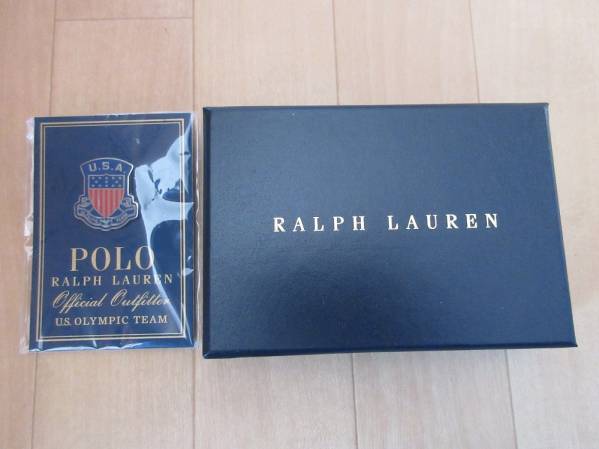 U.S.A
POLO
RALPH LAUREN
Official Outfitter
U.S. OLYMPIC TEAM
RALPH LAUREN